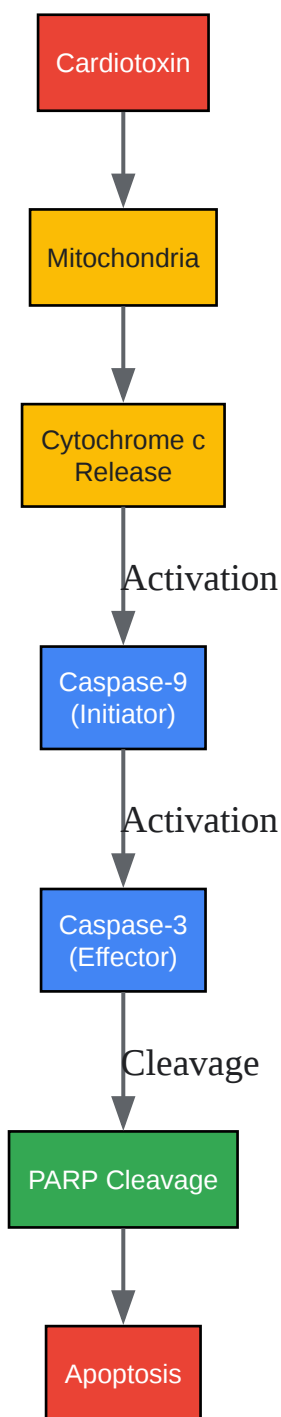 Cardiotoxin
Mitochondria
Cytochrome c
Release
Activation
Caspase-9
(Initiator)
Activation
Caspase-3
(Effector)
Cleavage
PARP Cleavage
Apoptosis